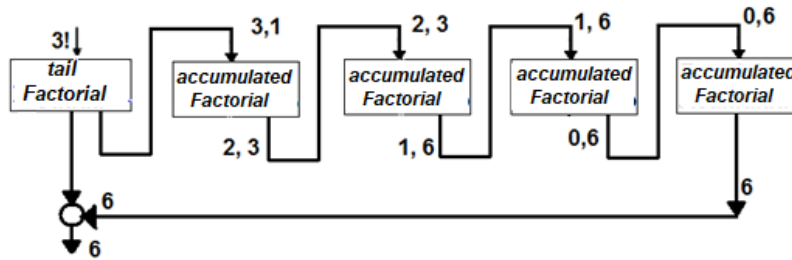 3!
3,1
2, 3
1, 6
0,6
tail
Factorial
accumulated
Factorial
accumulated
Factorial
accumulated
Factorial
accumulated
Factorial
2, 3
1, 6
0,6
6
6
6